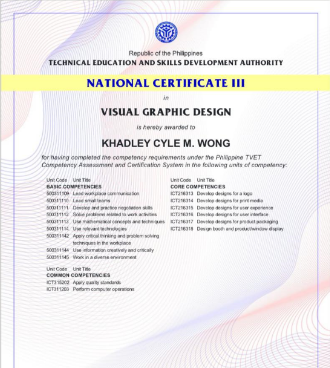 Republic of the Philippines
TECHNICAL EDUCATION AND SKILLS DEVELOPMENT AUTHORITY
NATIONAL CERTIFICATE III
in
VISUAL GRAPHIC DESIGN
is hereby awarded to
KHADLEY CYLE M. WONG
for having completed the competency requirements under the Philippine TVET
Competency Assessment and Certification System in the following units of competency:
Unit Code Unit Title
BASIC COMPETENCIES
500311109 Lead workplace communication
500311110 Lead small teams
500311111 Develop and practice negotiation skills
500311112 Solve problems related to work activities
500311113 Use mathematical concepts and techniques
500311114 Use relevant technologies
500311142 Apply critical thinking and problem solving
techniques in the workplace
500311144 Use information creatively and critically
500311145 Work in a diverse environment
Unit Code Unit Title
COMMON COMPETENCIES
ICT315202 Apply quality standards
ICT311203 Perform computer operations
Unit Code Unit Title
CORE COMPETENCIES
ICT216313 Develop designs for a logo
ICT216314 Develop designs for print media
ICT216315 Develop designs for user experience
ICT216316 Develop designs for user interface
ICT216317 Develop designs for product packaging
ICT216318 Design booth and product/window display